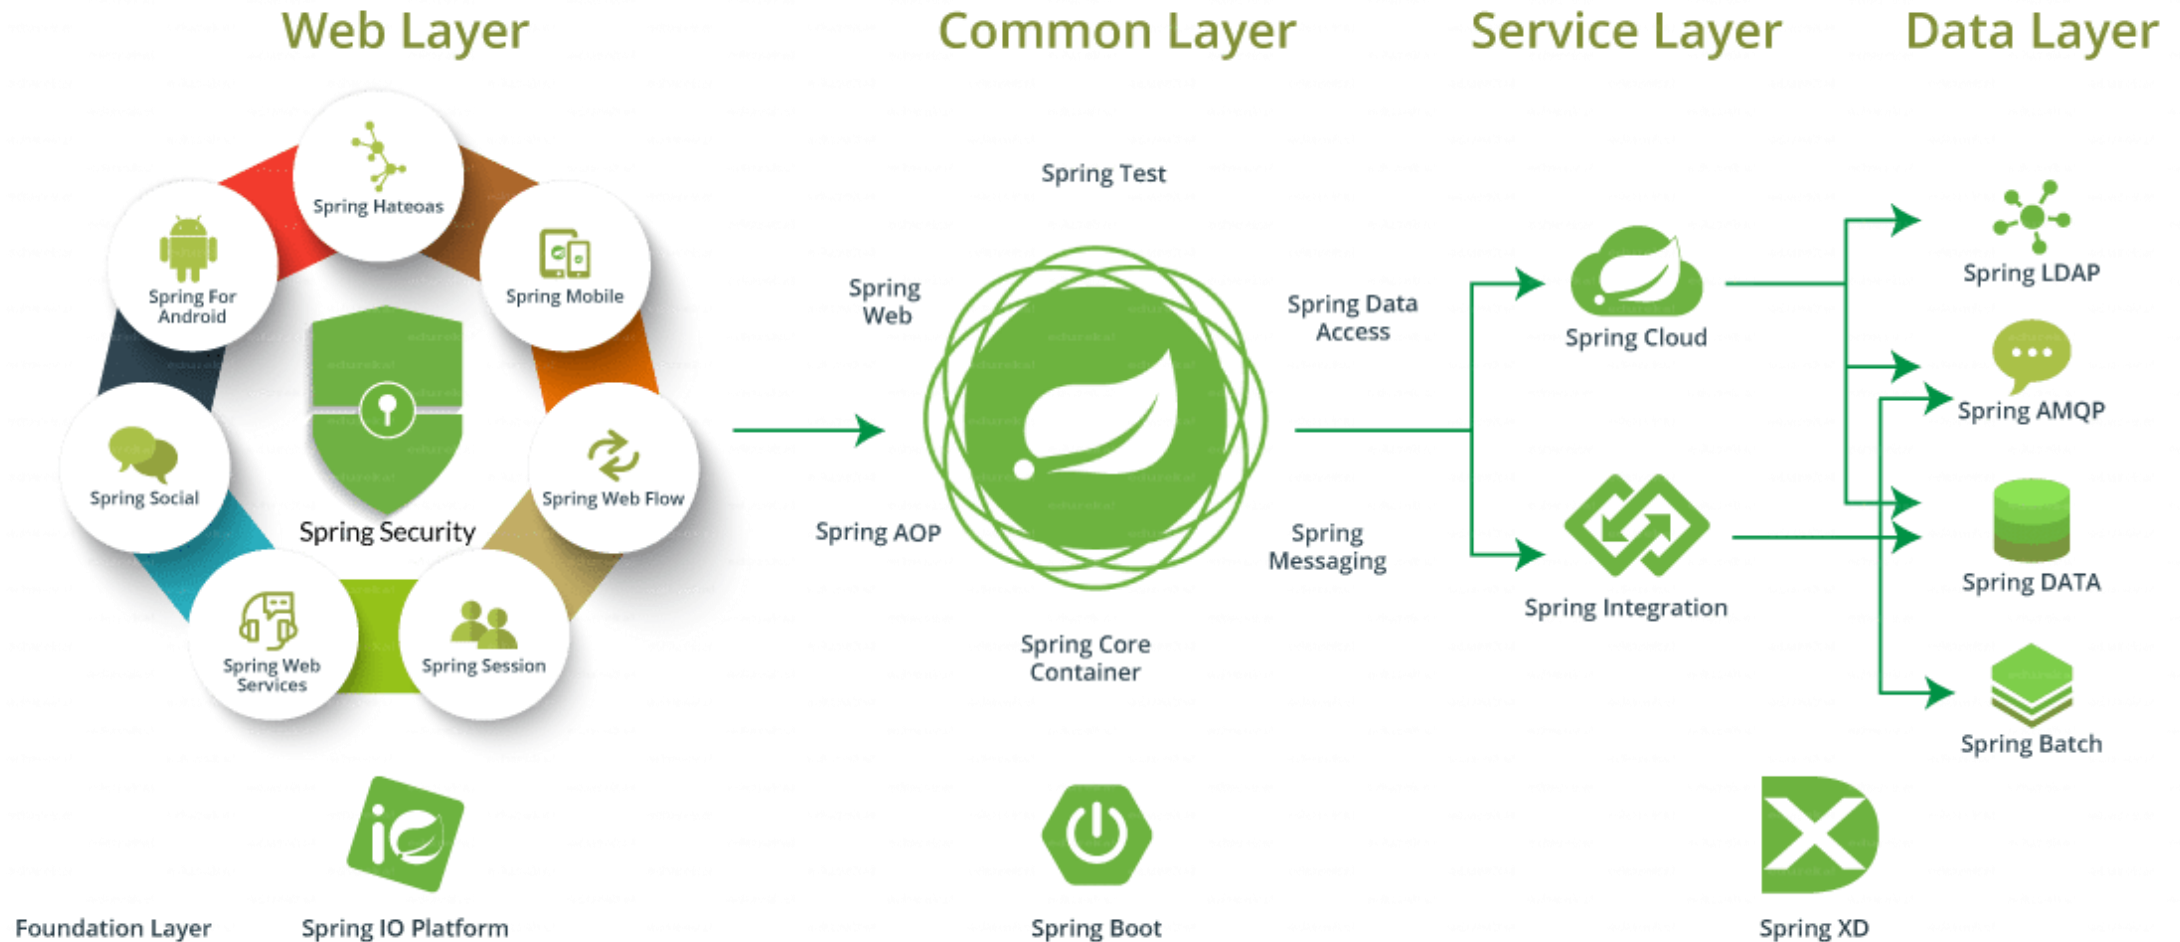 Web Layer
Common Layer
Service Layer
Data Layer
Spring Hateoas
Spring For
Android
Spring Mobile
Spring Social
Spring Web Flow
Spring Security
Spring Web
Services
Spring Session
Spring Test
Spring
Web
Spring Data
Access
Spring AOP
Spring
Messaging
Spring Core
Container
Spring Cloud
Spring Integration
Spring LDAP
Spring AMQP
Spring DATA
Spring Batch
Foundation Layer
Spring IO Platform
Spring Boot
Spring XD